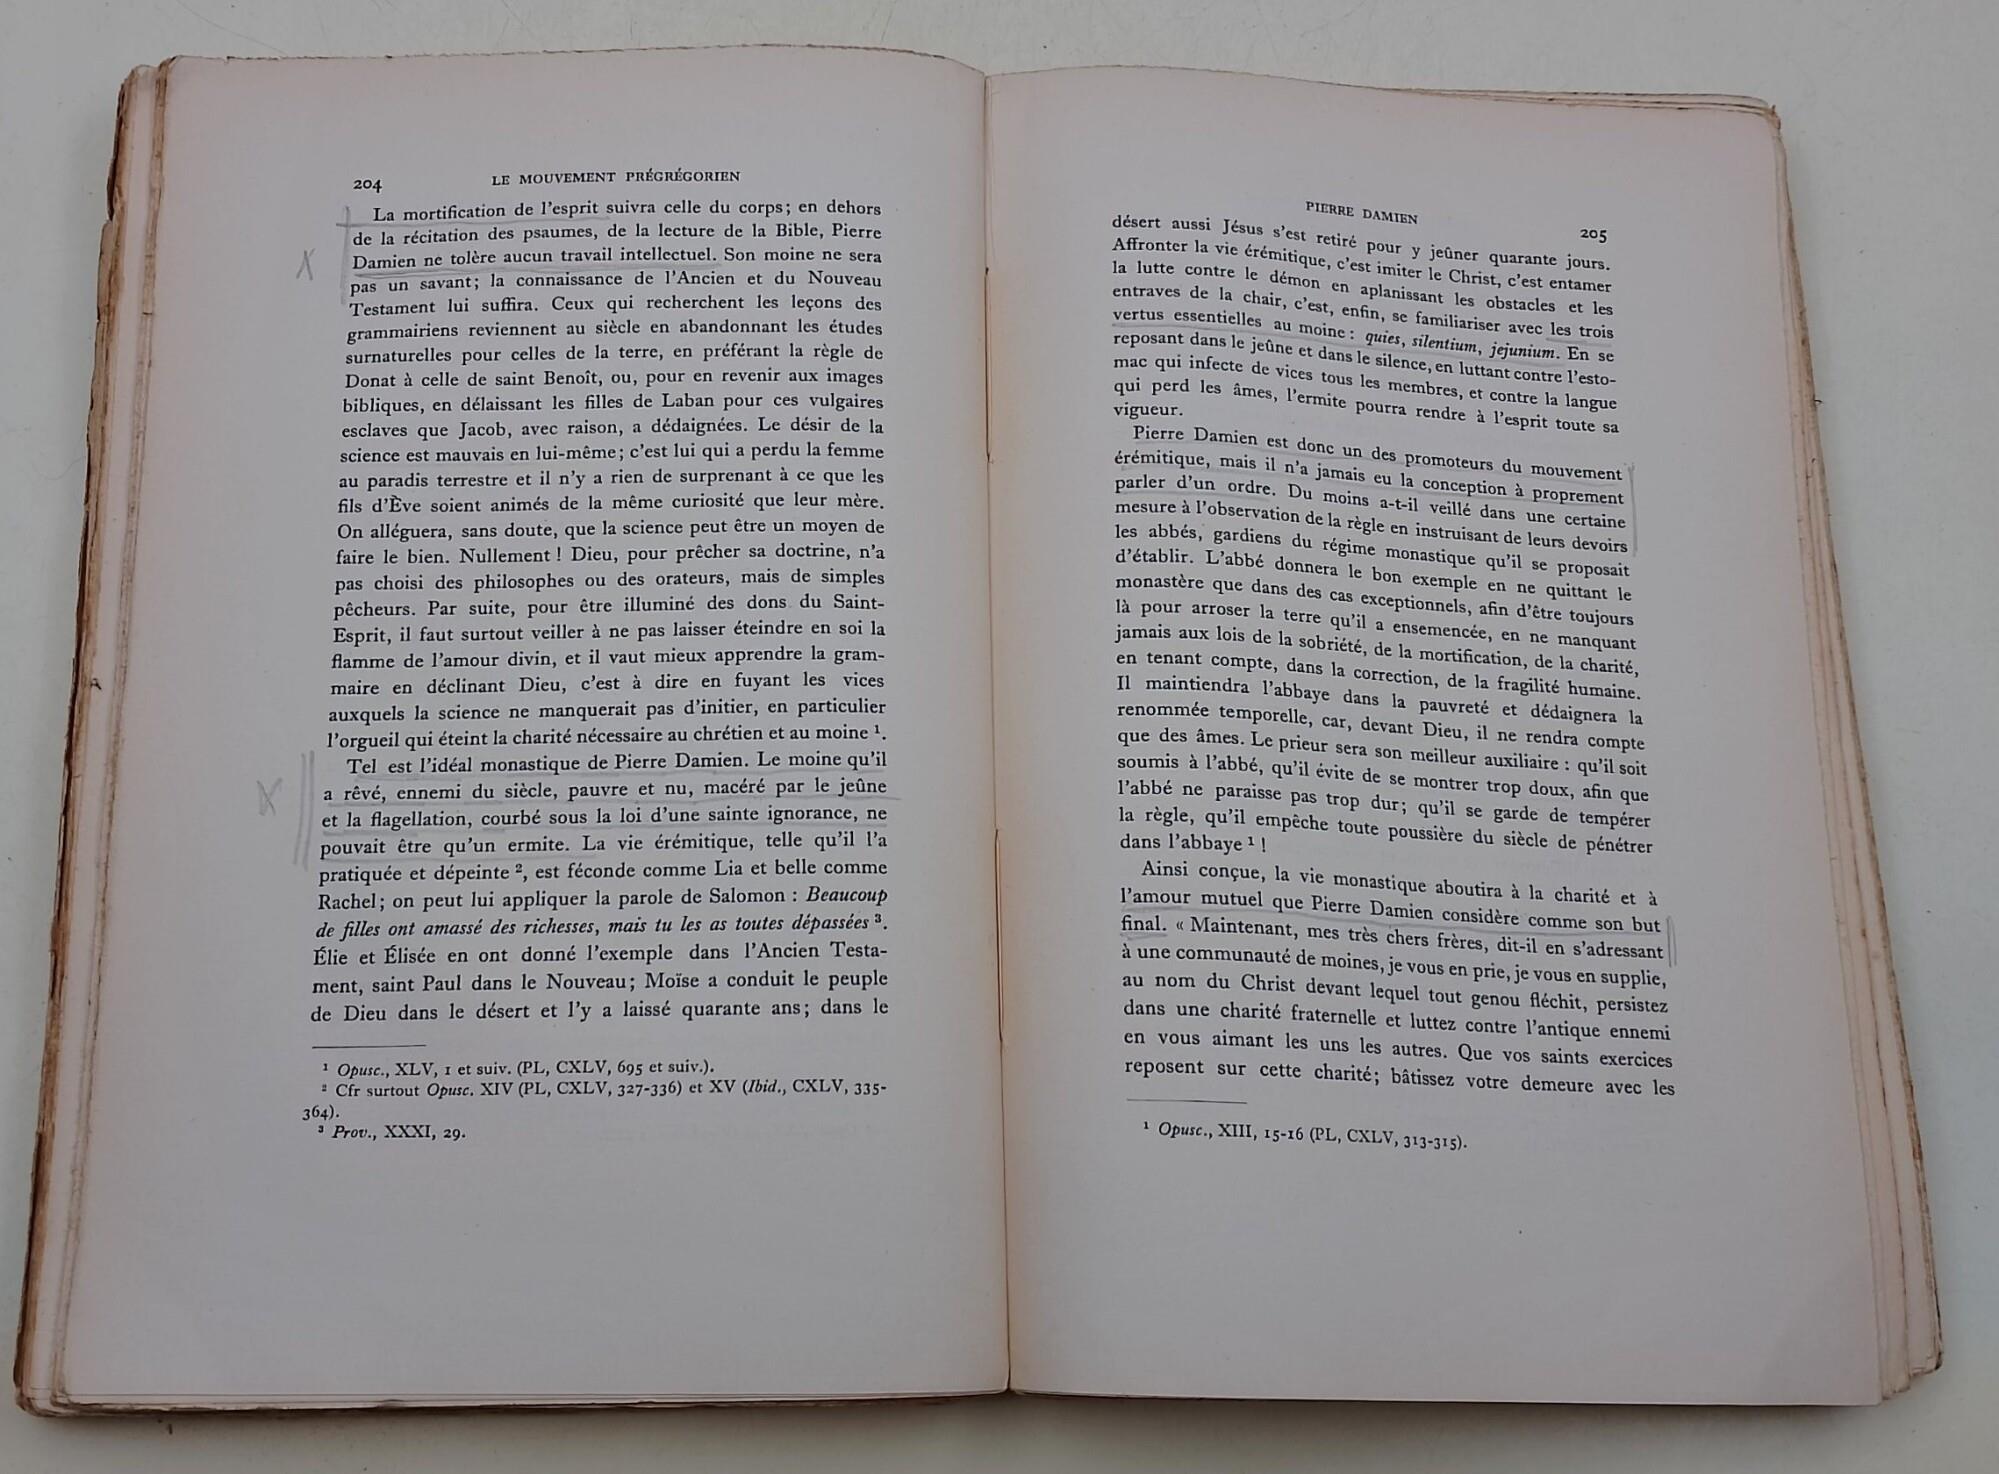 204
LE MOUVEMENT PRÉGRÉGORIEN
La mortification de l'esprit suivra celle du corps; en dehors
de la récitation des psaumes, de la lecture de la Bible, Pierre
Damien ne tolère aucun travail intellectuel. Son moine ne sera
pas un savant; la connaissance de l'Ancien et du Nouveau
Testament lui suffira. Ceux qui recherchent les leçons des
grammairiens reviennent au siècle en abandonnant les études
surnaturelles pour celles de la terre, en préférant la règle de
Donat à celle de saint Benoît, ou, pour en revenir aux images
bibliques, en délaissant les filles de Laban pour ces vulgaires
esclaves que Jacob, avec raison, a dédaignées. Le désir de la
science est mauvais en lui-même; c'est lui qui a perdu la femme
au paradis terrestre et il n'y a rien de surprenant à ce que les
fils d'Ève soient animés de la même curiosité que leur mère.
On alléguera, sans doute, que la science peut être un moyen de
faire le bien. Nullement ! Dieu, pour prêcher sa doctrine, n'a
pas choisi des philosophes ou des orateurs, mais de simples
pêcheurs. Par suite, pour être illuminé des dons du Saint-
Esprit, il faut surtout veiller à ne pas laisser éteindre en soi la
flamme de l'amour divin, et il vaut mieux apprendre la gram-
maire en déclinant Dieu, c'est à dire en fuyant les vices
auxquels la science ne manquerait pas d'initier, en particulier
l'orgueil qui éteint la charité nécessaire au chrétien et au moine ¹.
Tel est l'idéal monastique de Pierre Damien. Le moine qu'il
a rêvé, ennemi du siècle, pauvre et nu, macéré par le jeûne
et la flagellation, courbé sous la loi d'une sainte ignorance, ne
pouvait être qu'un ermite. La vie érémitique, telle qu'il l'a
pratiquée et dépeinte ², est féconde comme Lia et belle comme
Rachel; on peut lui appliquer la parole de Salomon : Beaucoup
de filles ont amassé des richesses, mais tu les as toutes dépassées ³.
Élie et Élisée en ont donné l'exemple dans l'Ancien Testa-
ment, saint Paul dans le Nouveau; Moïse a conduit le peuple
de Dieu dans le désert et l'y a laissé quarante ans; dans le
¹ Opusc., XLV, 1 et suiv. (PL, CXLV, 695 et suiv.).
² Cfr surtout Opusc. XIV (PL, CXLV, 327-336) et XV (Ibid., CXLV, 335-
364).
³ Prov., XXXI, 29.
PIERRE DAMIEN
205
désert aussi Jésus s'est retiré pour y jeûner quarante jours.
Affronter la vie érémitique, c'est imiter le Christ, c'est entamer
la lutte contre le démon en aplanissant les obstacles et les
entraves de la chair, c'est, enfin, se familiariser avec les trois
vertus essentielles au moine : quies, silentium, jejunium. En se
reposant dans le jeûne et dans le silence, en luttant contre l'esto-
mac qui infecte de vices tous les membres, et contre la langue
qui perd les âmes, l'ermite pourra rendre à l'esprit toute sa
vigueur.
Pierre Damien est donc un des promoteurs du mouvement
érémitique, mais il n'a jamais eu la conception à proprement
parler d'un ordre. Du moins a-t-il veillé dans une certaine
mesure à l'observation de la règle en instruisant de leurs devoirs
les abbés, gardiens du régime monastique qu'il se proposait
d'établir. L'abbé donnera le bon exemple en ne quittant le
monastère que dans des cas exceptionnels, afin d'être toujours
là pour arroser la terre qu'il a ensemencée, en ne manquant
jamais aux lois de la sobriété, de la mortification, de la charité,
en tenant compte, dans la correction, de la fragilité humaine.
Il maintiendra l'abbaye dans la pauvreté et dédaignera la
renommée temporelle, car, devant Dieu, il ne rendra compte
que des âmes. Le prieur sera son meilleur auxiliaire : qu'il soit
soumis à l'abbé, qu'il évite de se montrer trop doux, afin que
l'abbé ne paraisse pas trop dur; qu'il se garde de tempérer
la règle, qu'il empêche toute poussière du siècle de pénétrer
dans l'abbaye ¹ !
Ainsi conçue, la vie monastique aboutira à la charité et à
l'amour mutuel que Pierre Damien considère comme son but
final. « Maintenant, mes très chers frères, dit-il en s'adressant
à une communauté de moines, je vous en prie, je vous en supplie,
au nom du Christ devant lequel tout genou fléchit, persistez
dans une charité fraternelle et luttez contre l'antique ennemi
en vous aimant les uns les autres. Que vos saints exercices
reposent sur cette charité; bâtissez votre demeure avec les
¹ Opusc., XIII, 15-16 (PL, CXLV, 313-315).